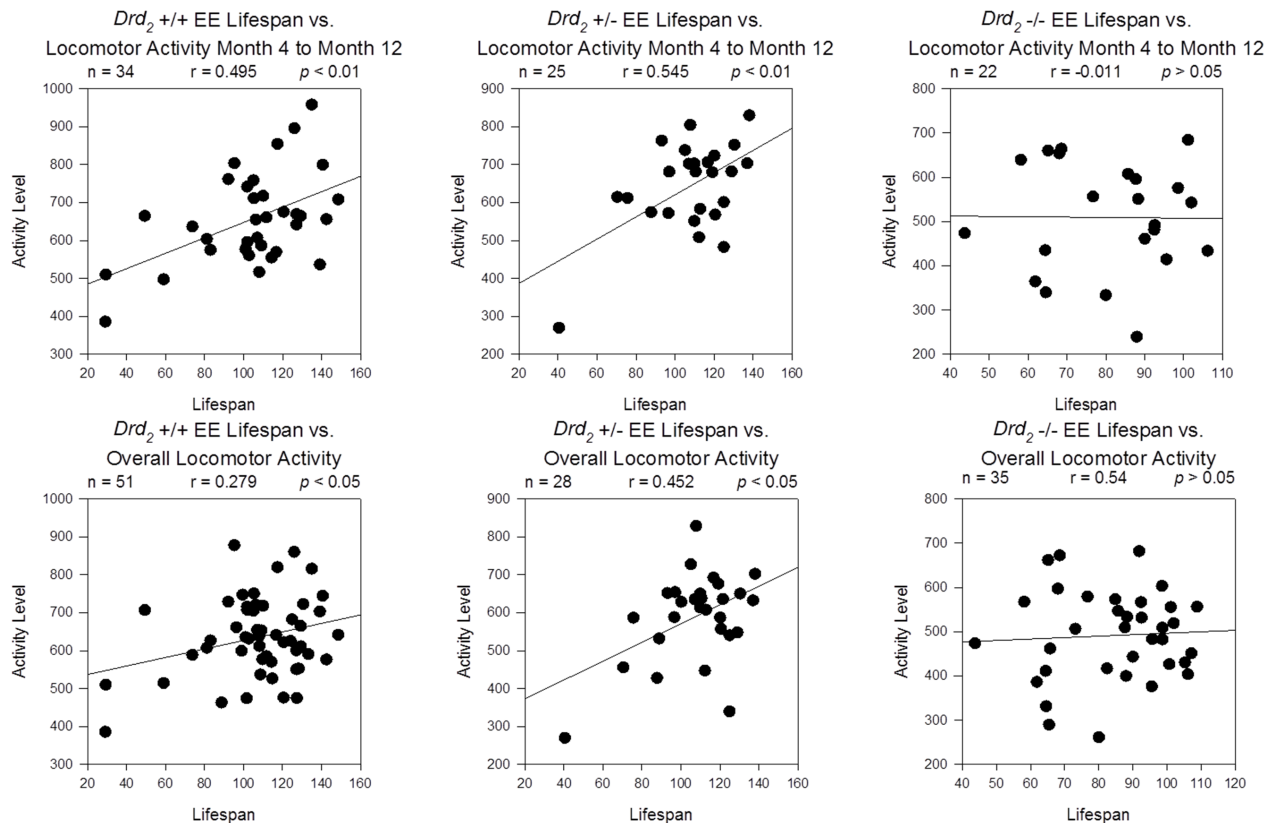 Drd2 +/+ EE Lifespan vs.
Locomotor Activity Month 4 to Month 12
n = 34 r = 0.495 p < 0.01
1000
900
800
700
600
500
400
300
Activity Level
20 40 60 80 100 120 140 160
Lifespan
Drd2 +/- EE Lifespan vs.
Locomotor Activity Month 4 to Month 12
n = 25 r = 0.545 p < 0.01
900
800
700
600
500
400
300
200
Activity Level
20 40 60 80 100 120 140 160
Lifespan
Drd2 -/- EE Lifespan vs.
Locomotor Activity Month 4 to Month 12
n = 22 r = -0.011 p > 0.05
800
700
600
500
400
300
200
Activity Level
40 50 60 70 80 90 100 110
Lifespan
Drd2 +/+ EE Lifespan vs.
Overall Locomotor Activity
n = 51 r = 0.279 p < 0.05
1000
900
800
700
600
500
400
300
Activity Level
20 40 60 80 100 120 140 160
Lifespan
Drd2 +/- EE Lifespan vs.
Overall Locomotor Activity
n = 28 r = 0.452 p < 0.05
900
800
700
600
500
400
300
200
Activity Level
20 40 60 80 100 120 140 160
Lifespan
Drd2 -/- EE Lifespan vs.
Overall Locomotor Activity
n = 35 r = 0.54 p > 0.05
800
700
600
500
400
300
200
Activity Level
40 50 60 70 80 90 100 110 120
Lifespan